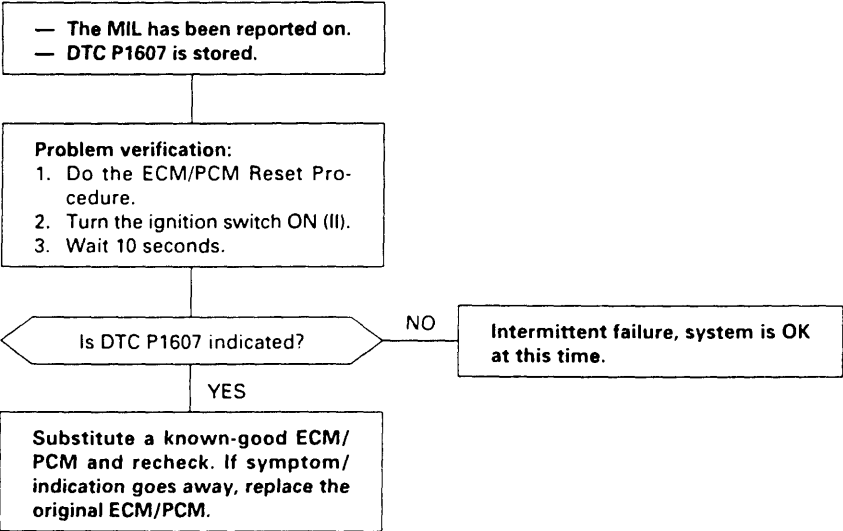 — The MIL has been reported on.
— DTC P1607 is stored.
Problem verification:
1. Do the ECM/PCM Reset Pro-
cedure.
2. Turn the ignition switch ON (II).
3. Wait 10 seconds.
Is DTC P1607 indicated?
NO
Intermittent failure, system is OK
at this time.
YES
Substitute a known-good ECM/
PCM and recheck. If symptom/
indication goes away, replace the
original ECM/PCM.